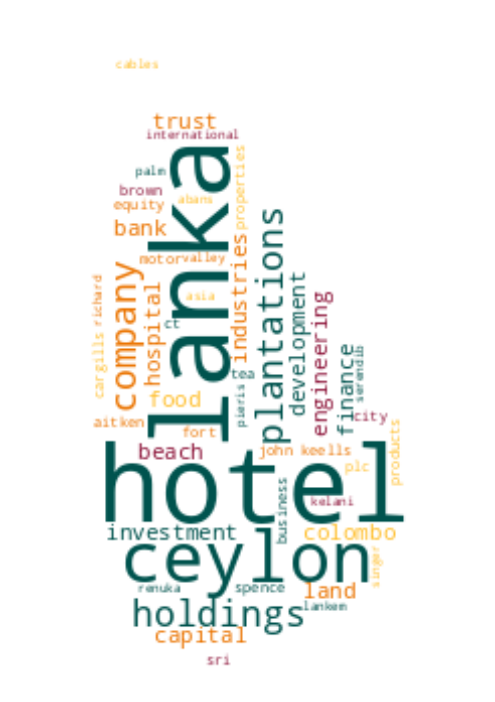 cables
trust
international
palm
lanka
properties
brown
abans
equity
bank
plantations
motor
valley
industries
company
development
hospital
richard
cargills
asia
engineering
ct
finance
serendib
tea
pieris
food
city
aitken
fort
products
beach
john keells
hotel
plc
business
kelani
investment
colombo
ceylon
singer
renuka
spence
land
holdings
lankem
capital
sri